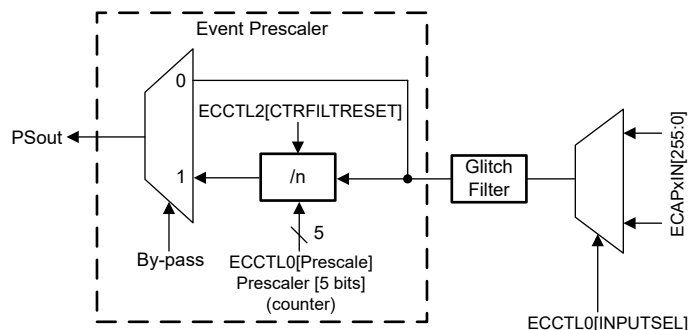 Event Prescaler
0
ECCTL2[CTRFILTRESET]
PSout
1
/n
Glitch
Filter
ECAPxIN[255:0]
5
By-pass
ECCTL0[Prescale]
Prescaler [5 bits]
(counter)
ECCTL0[INPUTSEL]